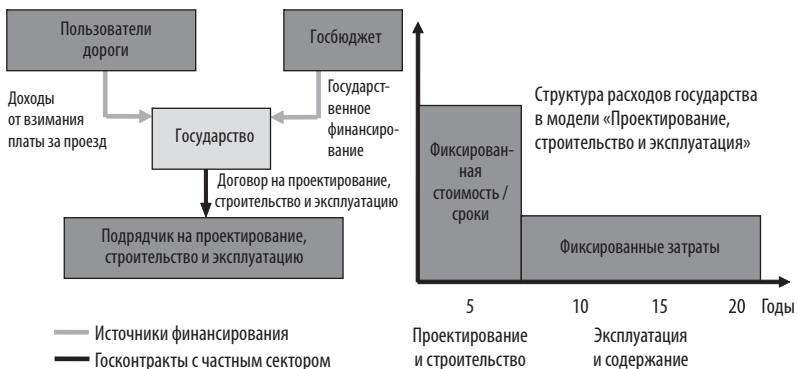 Пользователи
дороги
Госбюджет
Доходы
от взимания
платы за проезд
Государст-
венное
финансиро-
вание
Государство
Договор на проектирование,
строительство и эксплуатацию
Подрядчик на проектирование,
строительство и эксплуатацию
Источники финансирования
Госконтракты с частным сектором
Структура расходов государства
в модели «Проектирование,
строительство и эксплуатация»
Фиксирован-
ная
стоимость /
сроки
Фиксированные затраты
5 10 15 20 Годы
Проектирование
и строительство
Эксплуатация
и содержание